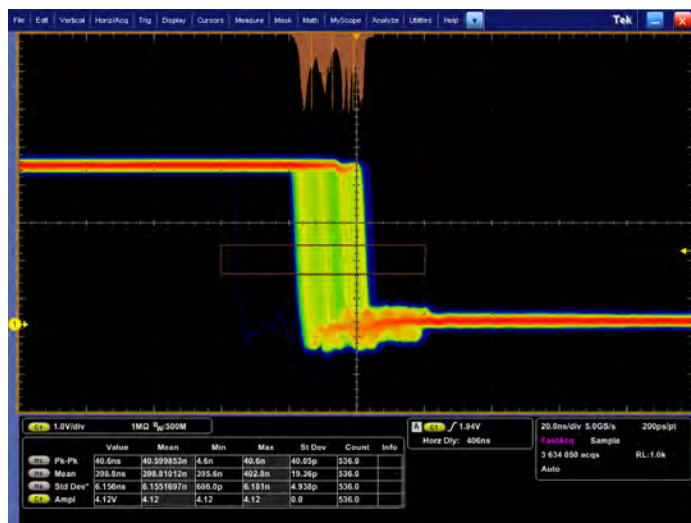 File Edit Vertical Horiz/Acq Trig Display Cursors Measure Mask Math MyScope Analyze Utilities Help Tek X
1
C1 1.0V/div 1MΩ BW:500M
A C1 1.94V
Horz Dly: 406ns
20.0ns/div 5.0GS/s 200ps/pt
FastAcq Sample
3 634 050 acqs RL:1.0k
Auto
Value Mean Min Max St Dev Count Info
Pk-Pk 40.6ns 40.599853n 4.6n 40.6n 40.05p 536.0
Mean 398.8ns 398.81012n 395.6n 402.8n 19.36p 536.0
Std Dev* 6.156ns 6.1551697n 686.0p 6.181n 4.938p 536.0
C1 Ampl 4.12V 4.12 4.12 4.12 0.0 536.0